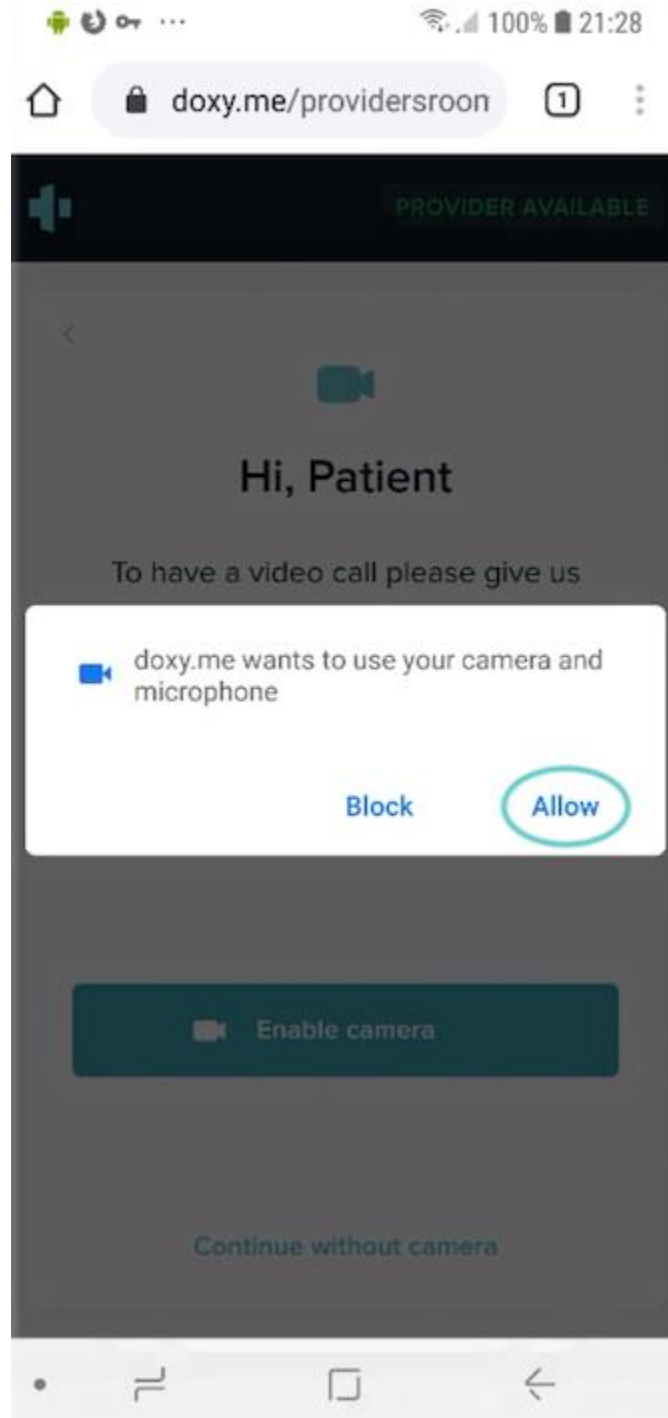 100% 21:28
doxy.me/providersroon
1
PROVIDER AVAILABLE
Hi, Patient
To have a video call please give us
doxy.me wants to use your camera and
microphone
Block Allow
Enable camera
Continue without camera